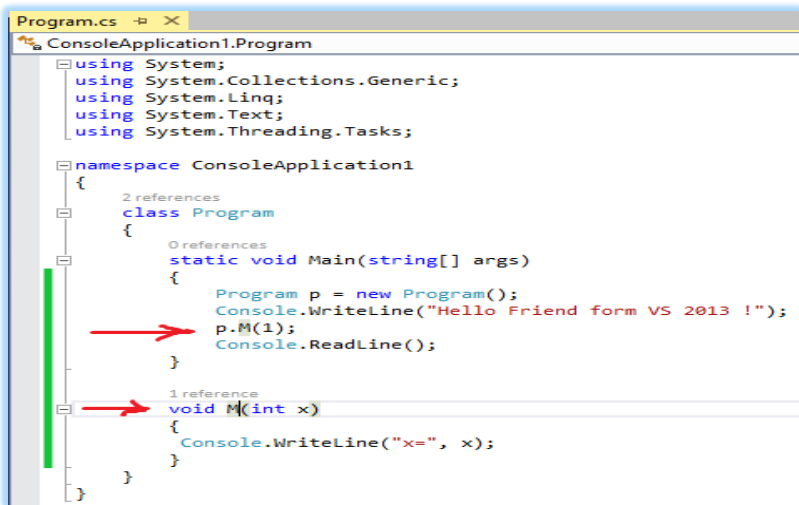 Program.cs
ConsoleApplication1.Program
using System;
using System.Collections.Generic;
using System.Linq;
using System.Text;
using System.Threading.Tasks;
namespace ConsoleApplication1
{
2 references
class Program
{
0 references
static void Main(string[] args)
{
Program p = new Program();
Console.WriteLine("Hello Friend form VS 2013 !");
p.M(1);
Console.ReadLine();
}
1 reference
void M(int x)
{
Console.WriteLine("x=", x);
}
}
}